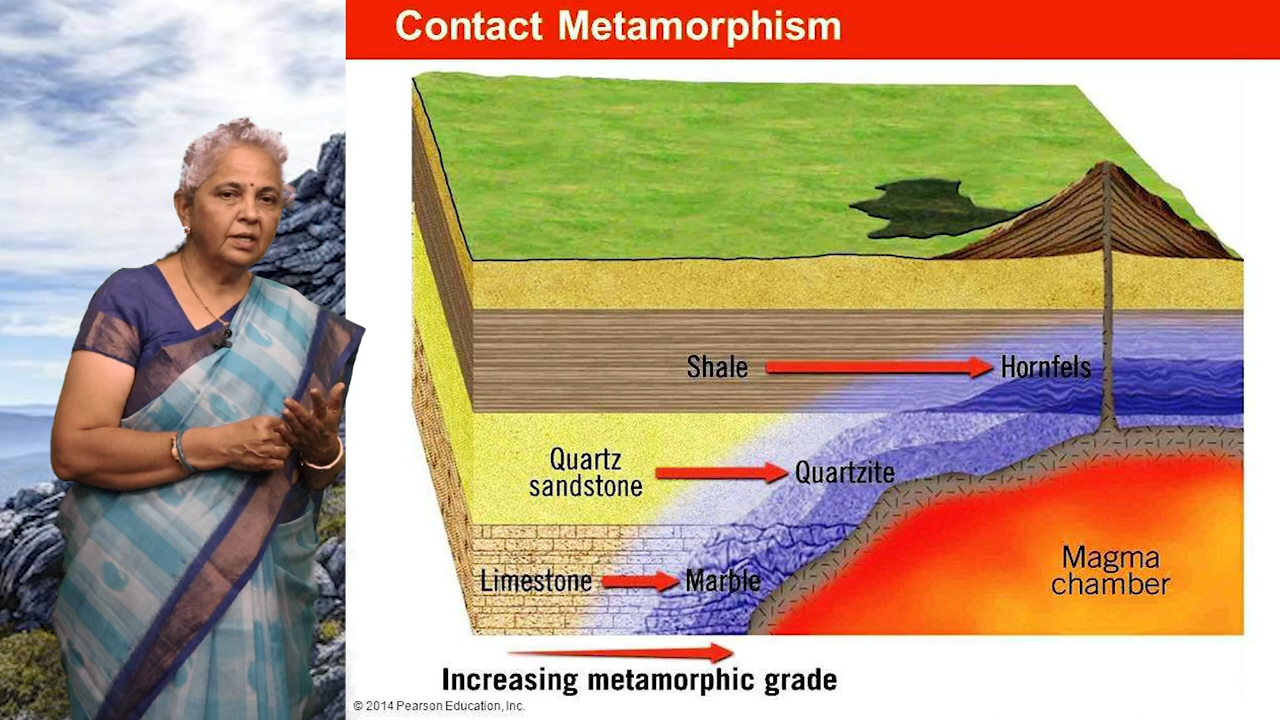 Contact Metamorphism
Shale
Hornfels
Quartz
sandstone
Quartzite
Limestone
Marble
Magma
chamber
Increasing metamorphic grade
© 2014 Pearson Education, Inc.